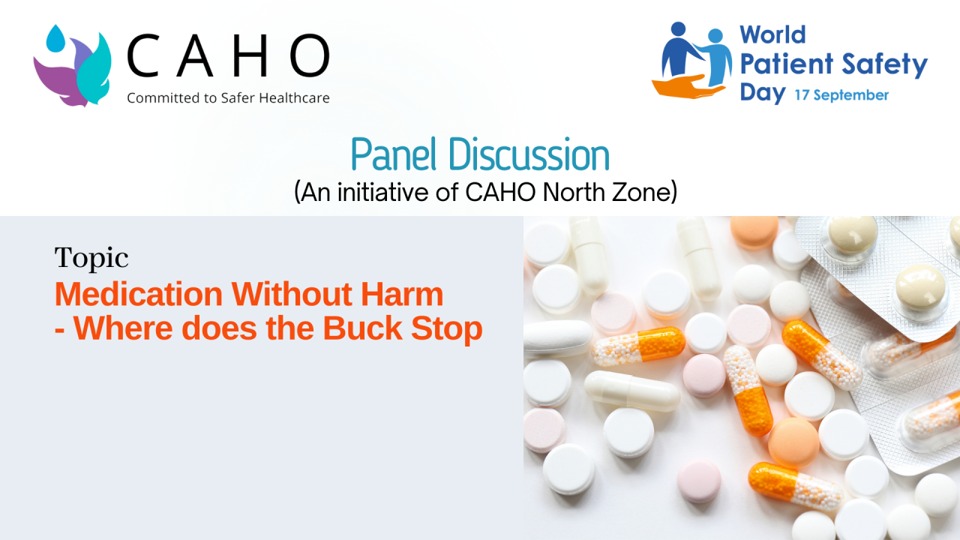 CAHO
Committed to Safer Healthcare
World
Patient Safety
Day 17 September
Panel Discussion
(An initiative of CAHO North Zone)
Topic
Medication Without Harm
- Where does the Buck Stop